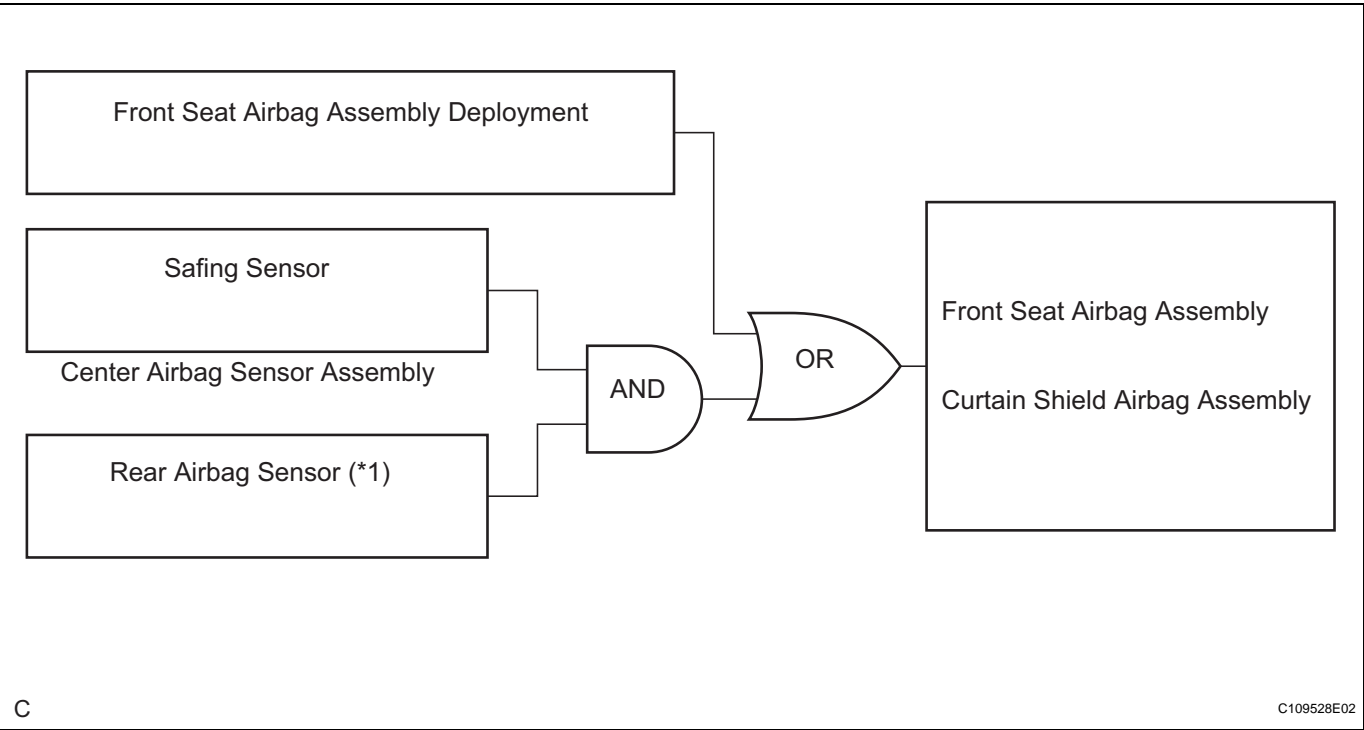 Front Seat Airbag Assembly Deployment
Safing Sensor
Center Airbag Sensor Assembly
Rear Airbag Sensor (*1)
AND
OR
Front Seat Airbag Assembly
Curtain Shield Airbag Assembly
C
C109528E02